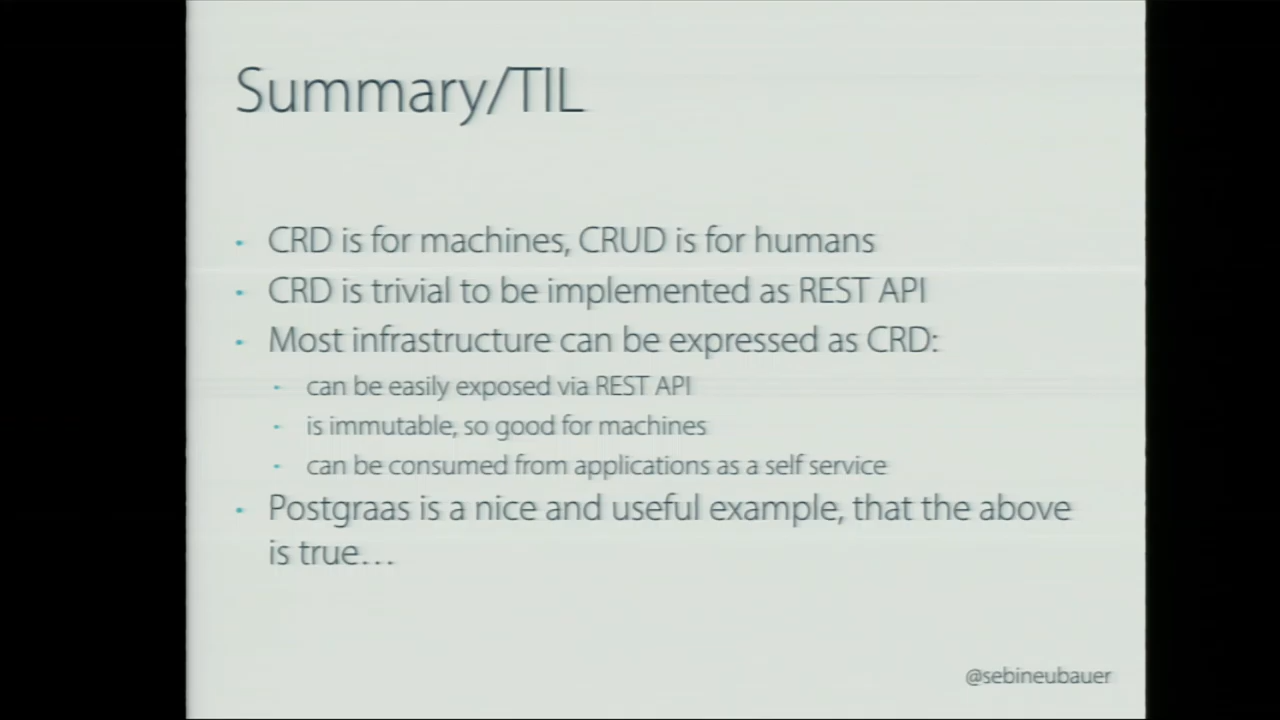 Summary/TIL
• CRD is for machines, CRUD is for humans
• CRD is trivial to be implemented as REST API
• Most infrastructure can be expressed as CRD:
• can be easily exposed via REST API
• is immutable, so good for machines
• can be consumed from applications as a self service
• Postgraas is a nice and useful example, that the above
is true…
@sebineubauer